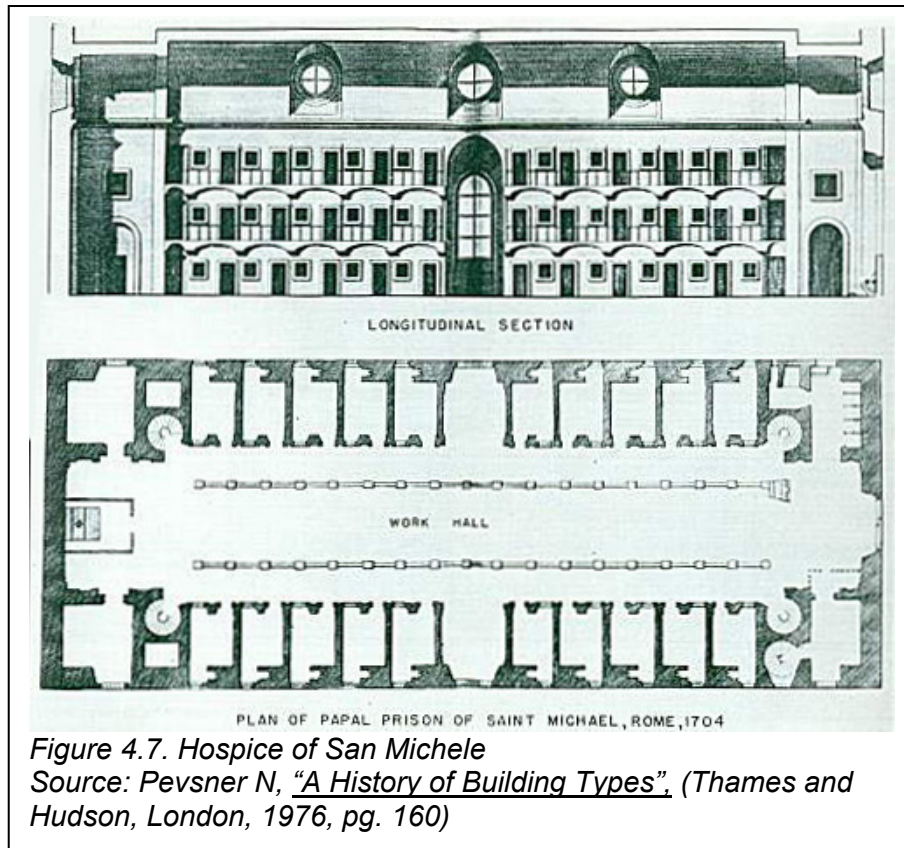 LONGITUDINAL SECTION
WORK HALL
PLAN OF PAPAL PRISON OF SAINT MICHAEL, ROME, 1704
Figure 4.7. Hospice of San Michele
Source: Pevsner N, “A History of Building Types”, (Thames and
Hudson, London, 1976, pg. 160)